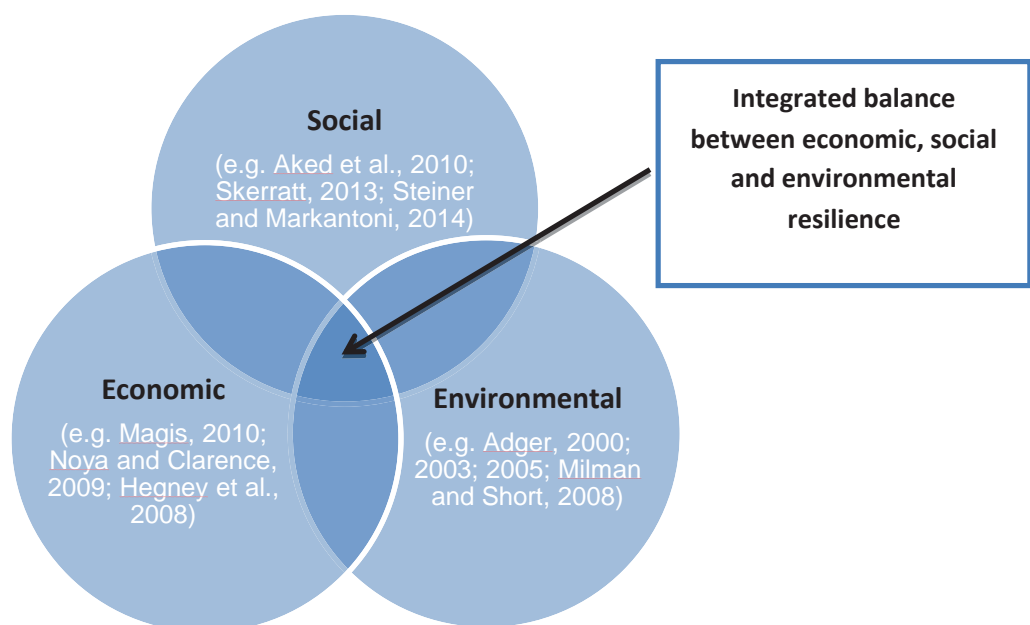 Social
(e.g. Aked et al., 2010;
Skerratt, 2013; Steiner
and Markantoni, 2014)
Integrated balance
between economic, social
and environmental
resilience
Economic
(e.g. Magis, 2010;
Noya and Clarence,
2009; Hegney et al.,
2008)
Environmental
(e.g. Adger, 2000;
2003; 2005; Milman
and Short, 2008)